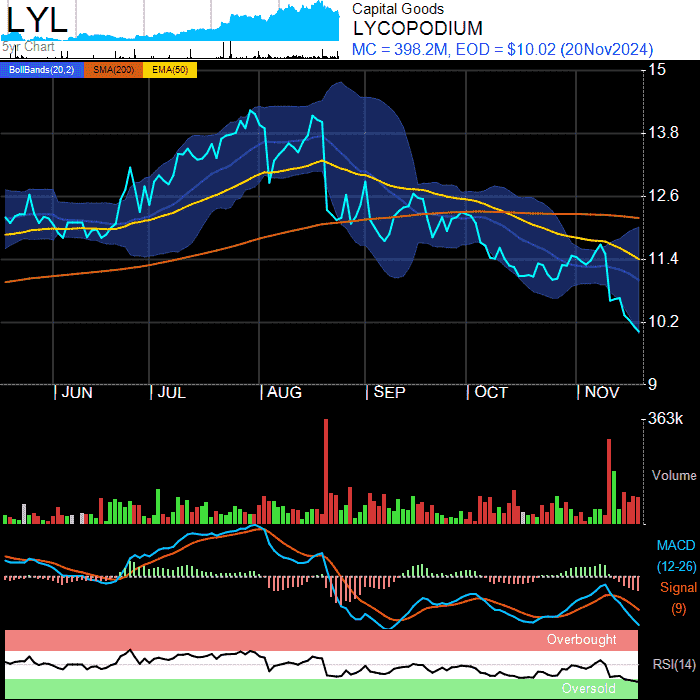 LYL
5yr Chart
Capital Goods
LYCOPODIUM
MC = 398.2M, EOD = $10.02 (20Nov2024)
BollBands(20,2) SMA(200) EMA(50)
15
13.8
12.6
11.4
10.2
9
| JUN | JUL | AUG | SEP | OCT | NOV
363k
Volume
MACD
(12-26)
Signal
(9)
Overbought
RSI(14)
Oversold